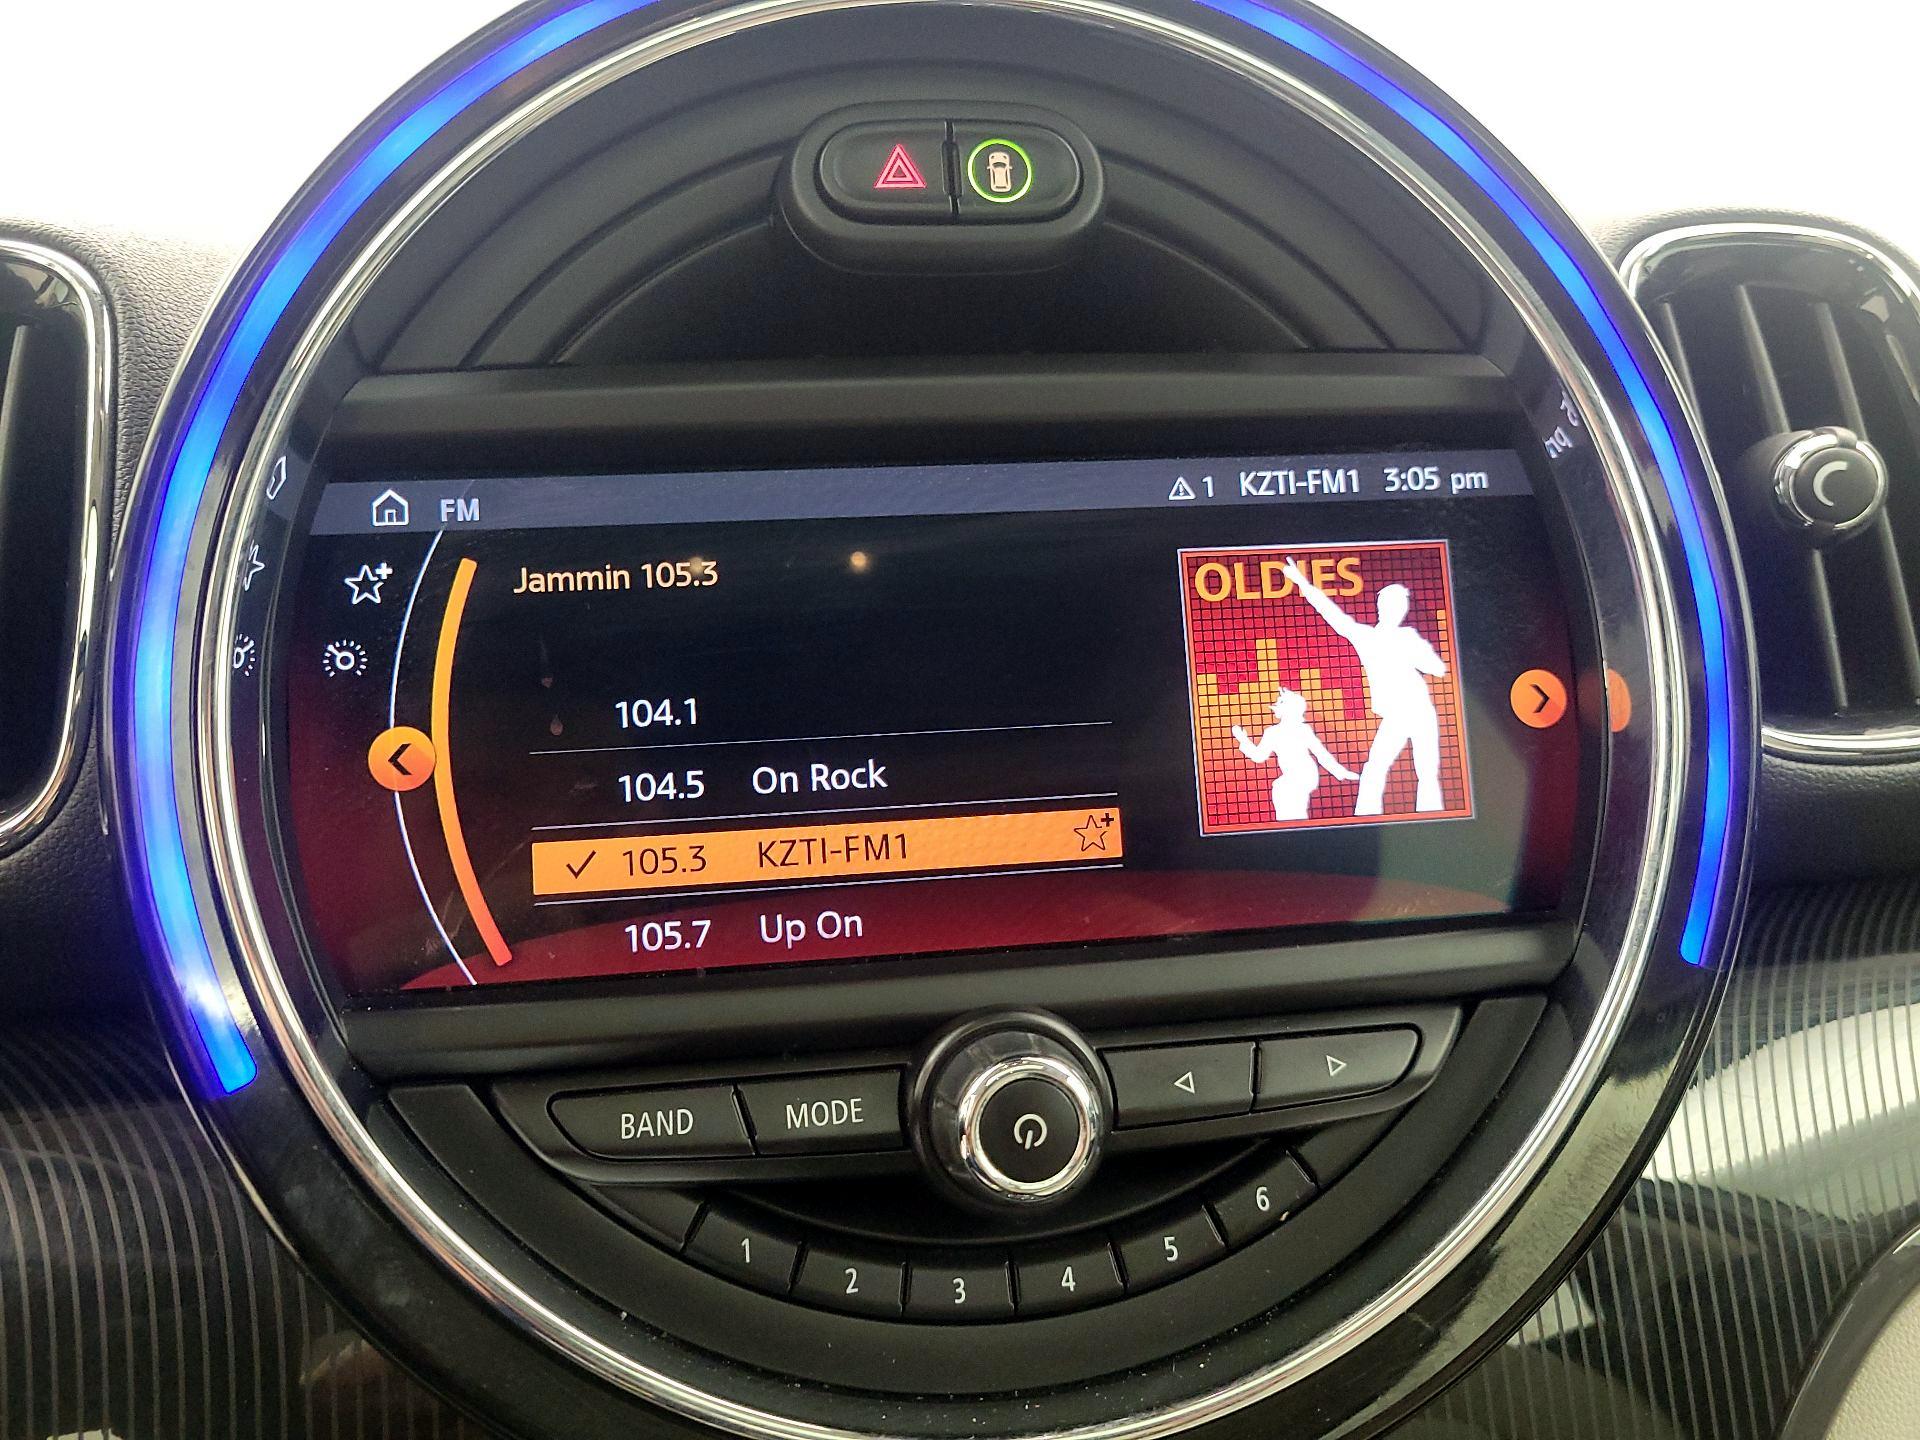 FM 1 KZTI-FM1 3:05 pm
Jammin 105.3
OLDIES
104.1
104.5 On Rock
105.3 KZTI-FM1
105.7 Up On
BAND MODE
1 2 3 4 5 6